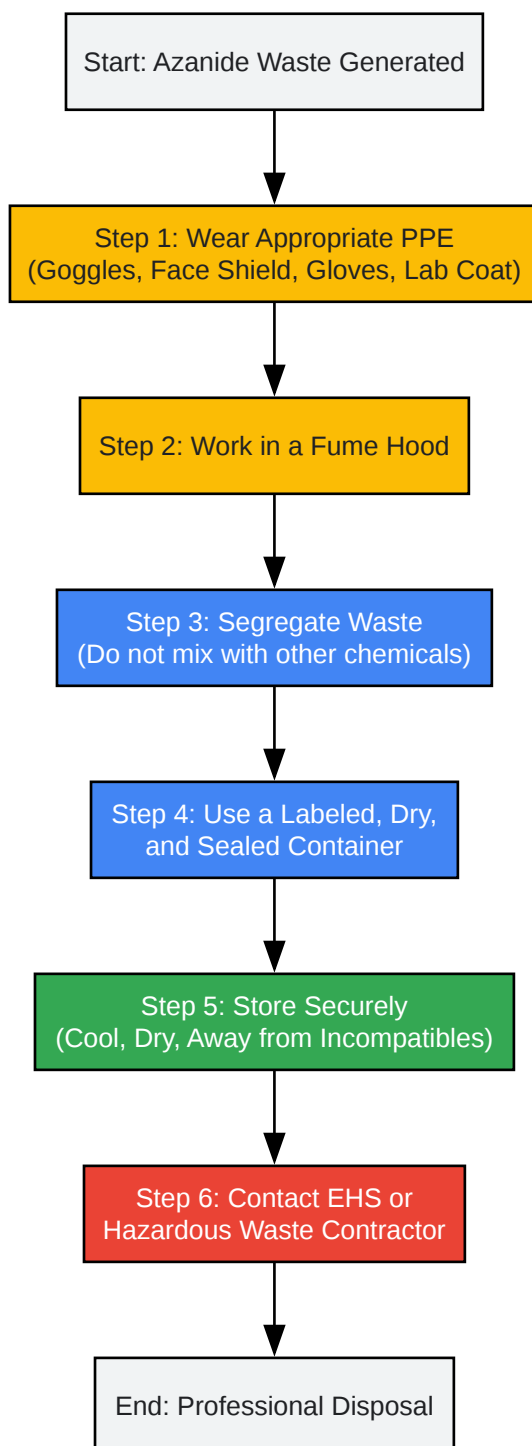 Start: Azanide Waste Generated
Step 1: Wear Appropriate PPE
(Goggles, Face Shield, Gloves, Lab Coat)
Step 2: Work in a Fume Hood
Step 3: Segregate Waste
(Do not mix with other chemicals)
Step 4: Use a Labeled, Dry,
and Sealed Container
Step 5: Store Securely
(Cool, Dry, Away from Incompatibles)
Step 6: Contact EHS or
Hazardous Waste Contractor
End: Professional Disposal